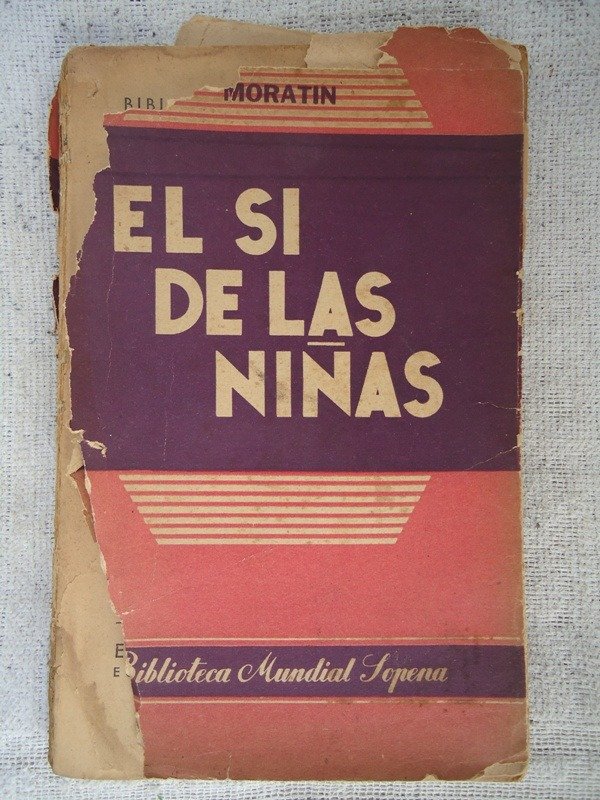 BIBL
MORATIN
EL SI
DE LAS
NIÑAS
E
E
Biblioteca Mundial Sopena